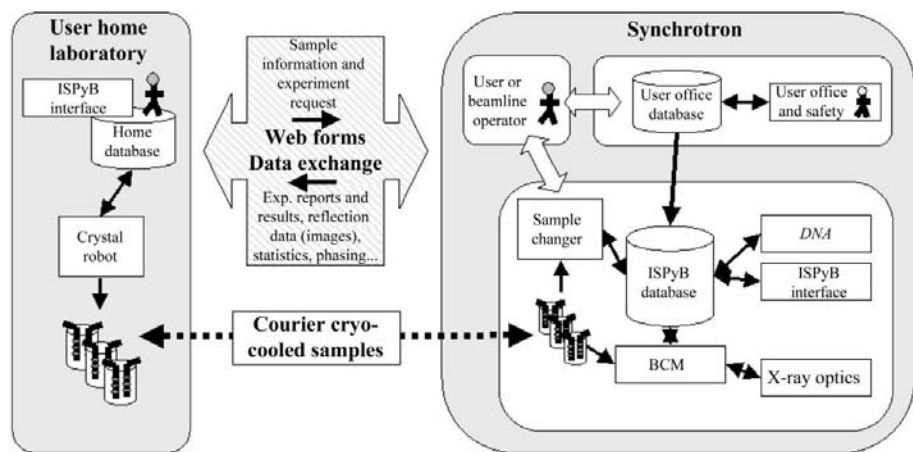 User home
laboratory
ISPyB
interface
Home
database
Crystal
robot
Sample
information and
experiment
request
Web forms
Data exchange
Exp. reports and
results, reflection
data (images),
statistics, phasing...
Courier cryo-
cooled samples
Synchrotron
User or
beamline
operator
User office
database
User office
and safety
Sample
changer
ISPyB
database
DNA
ISPyB
interface
BCM
X-ray optics